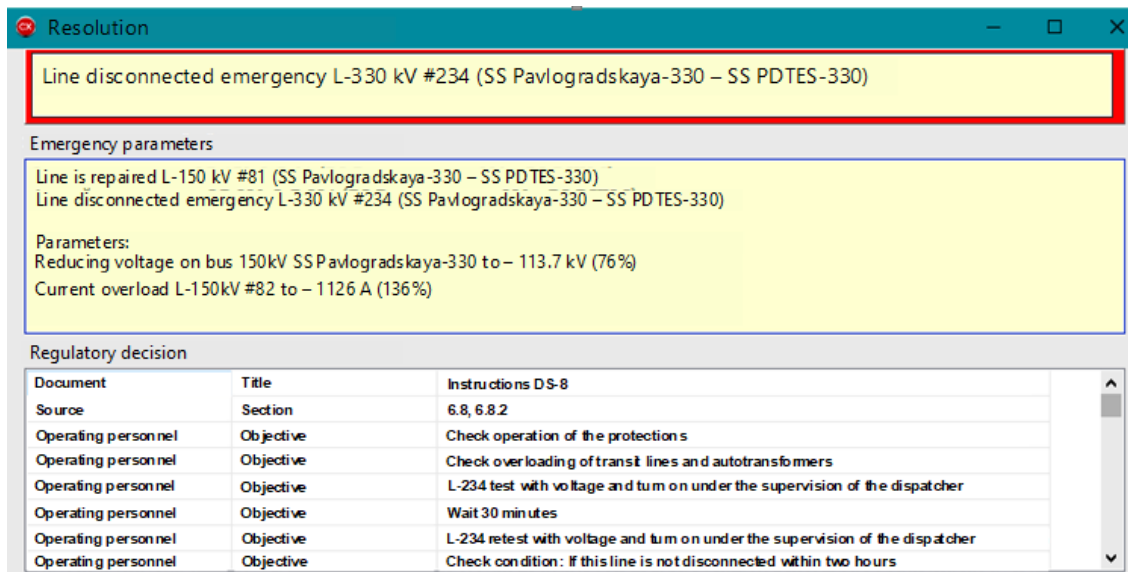 CX Resolution
Line disconnected emergency L-330 kV #234 (SS Pavlogradskaya-330 – SS PDTES-330)
Emergency parameters
Line is repaired L-150 kV #81 (SS Pavlogradskaya-330 – SS PDTES-330)
Line disconnected emergency L-330 kV #234 (SS Pavlogradskaya-330 – SS PDTES-330)
Parameters:
Reducing voltage on bus 150kV SS Pavlogradskaya-330 to – 113.7 kV (76%)
Current overload L-150kV #82 to – 1126 A (136%)
Regulatory decision
Document Title Instructions DS-8
Source Section 6.8, 6.8.2
Operating personnel Objective Check operation of the protections
Operating personnel Objective Check overloading of transit lines and autotransfomers
Operating personnel Objective L-234 test with voltage and turn on under the supervision of the dispatcher
Operating personnel Objective Wait 30 minutes
Operating personnel Objective L-234 retest with voltage and turn on under the supervision of the dispatcher
Operating personnel Objective Check condition: If this line is not disconnected within two hours